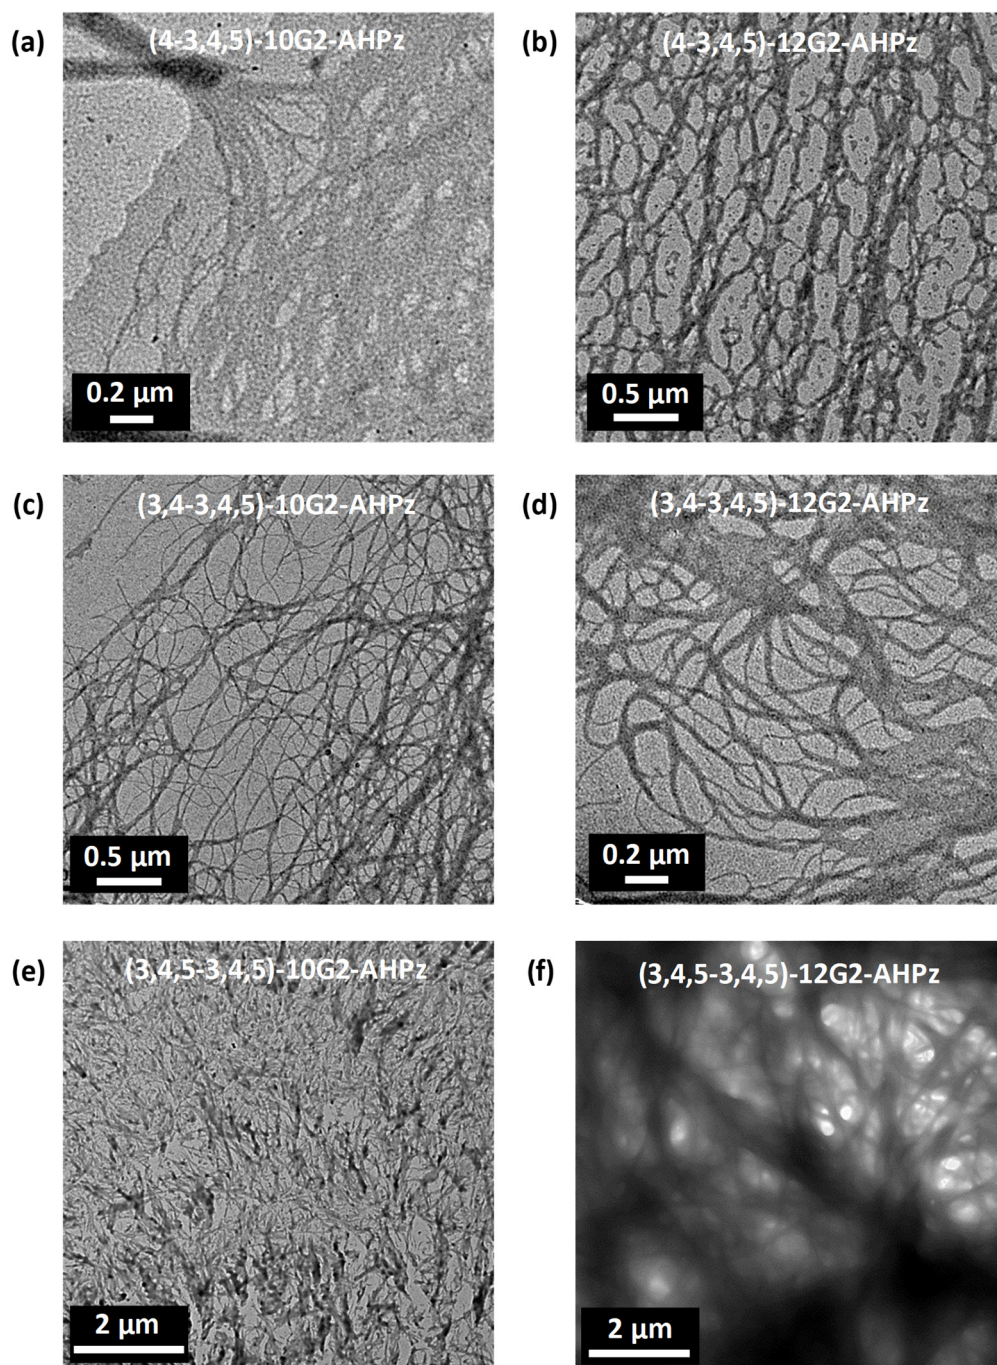 (a)
(4-3,4,5)-10G2-AHPz
0.2 μm
(b)
(4-3,4,5)-12G2-AHPz
0.5 μm
(c)
(3,4-3,4,5)-10G2-AHPz
0.5 μm
(d)
(3,4-3,4,5)-12G2-AHPz
0.2 μm
(e)
(3,4,5-3,4,5)-10G2-AHPz
2 μm
(f)
(3,4,5-3,4,5)-12G2-AHPz
2 μm